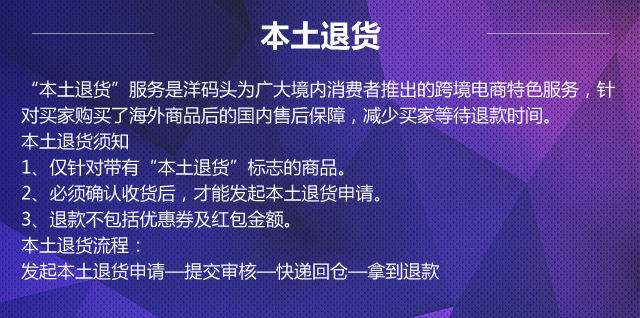 本土退货
“本土退货”服务是洋码头为广大境内消费者推出的跨境电商特色服务，针
对买家购买了海外商品后的国内售后保障，减少买家等待退款时间。
本土退货须知
1、仅针对带有“本土退货”标志的商品。
2、必须确认收货后，才能发起本土退货申请。
3、退款不包括优惠券及红包金额。
本土退货流程：
发起本土退货申请—提交审核—快递回仓—拿到退款